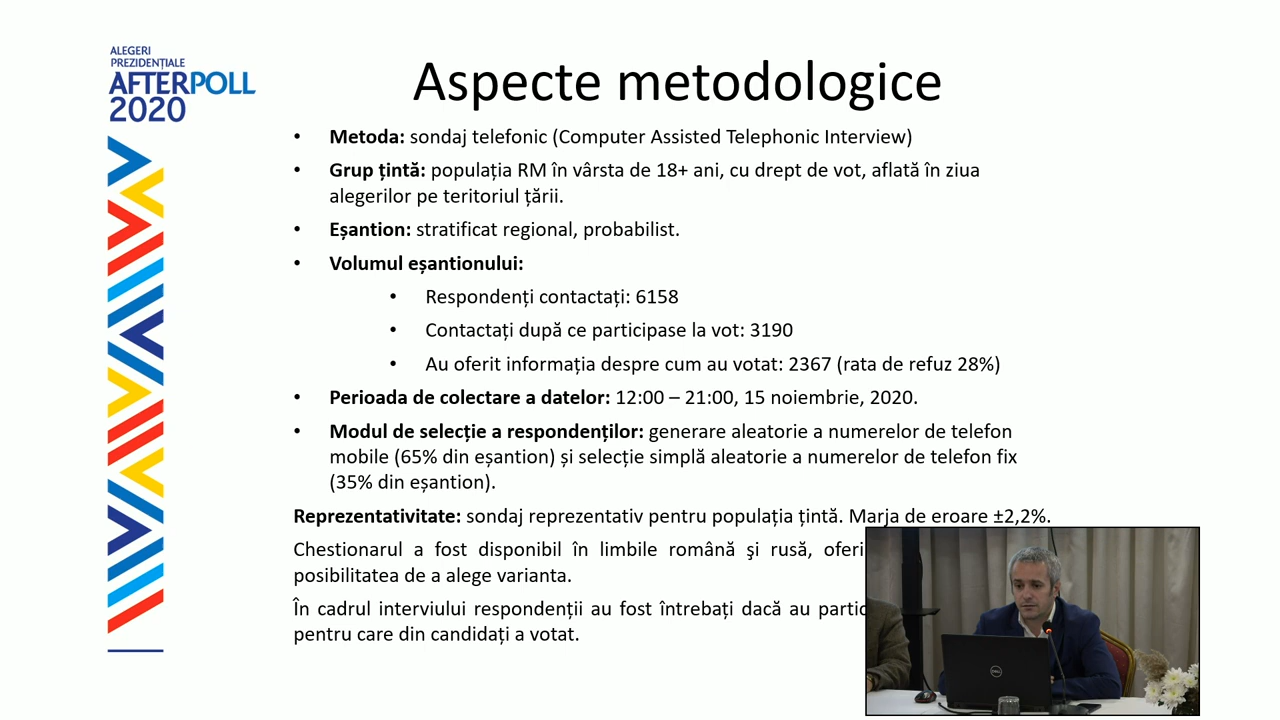 ALEGERI
PREZIDENȚIALE
AFTERPOLL
2020
Aspecte metodologice
• Metoda: sondaj telefonic (Computer Assisted Telephonic Interview)
• Grup țintă: populația RM în vârsta de 18+ ani, cu drept de vot, aflată în ziua
alegerilor pe teritoriul țării.
• Eșantion: stratificat regional, probabilist.
• Volumul eșantionului:
• Respondenți contactați: 6158
• Contactați după ce participase la vot: 3190
• Au oferit informația despre cum au votat: 2367 (rata de refuz 28%)
• Perioada de colectare a datelor: 12:00 – 21:00, 15 noiembrie, 2020.
• Modul de selecție a respondenților: generare aleatorie a numerelor de telefon
mobile (65% din eșantion) și selecție simplă aleatorie a numerelor de telefon fix
(35% din eșantion).
Reprezentativitate: sondaj reprezentativ pentru populația țintă. Marja de eroare ±2,2%.
Chestionarul a fost disponibil în limbile română şi rusă,
posibilitatea de a alege varianta.
În cadrul interviului respondenții au fost întrebați dacă au
pentru care din candidați a votat.
DELL